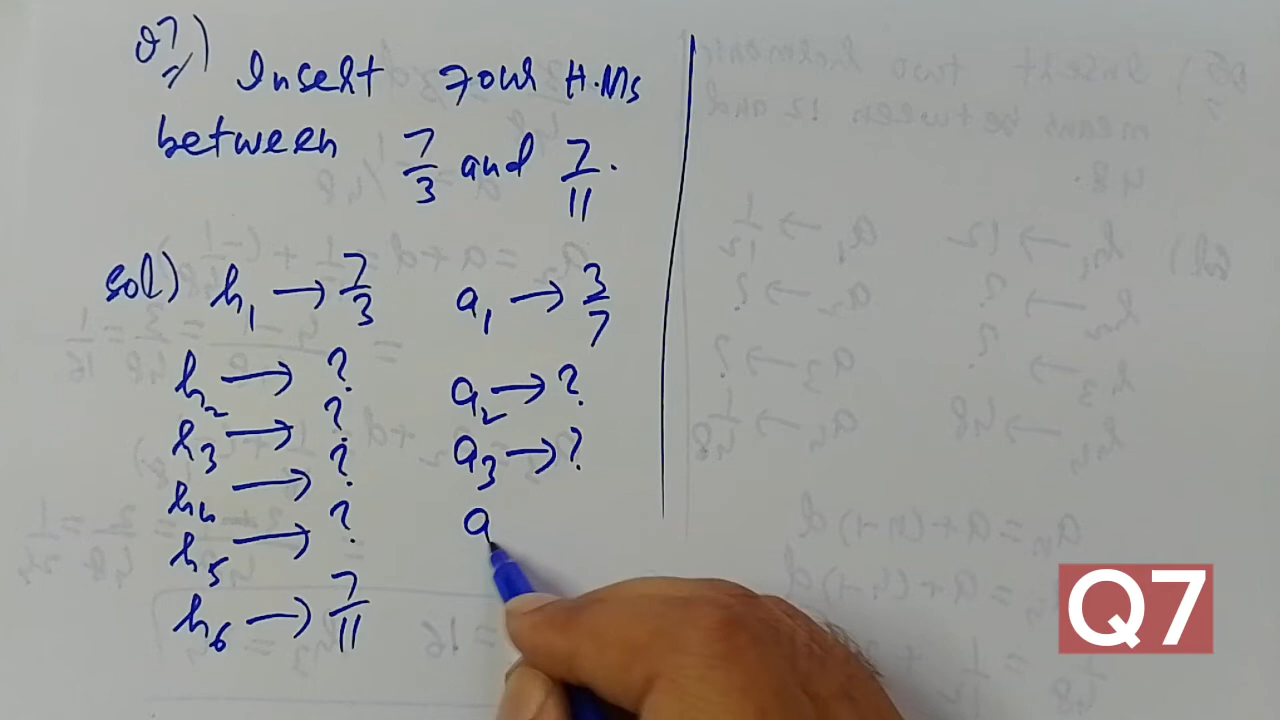 Q7) Insert four H.Ms
between 7/3 and 7/11.
sol) h₁ → 7/3 a₁ → 3/7
h₂ → ? a₂ → ?
h₃ → ? a₃ → ?
h₄ → ? a
h₅ → ?
h₆ → 7/11
Q7